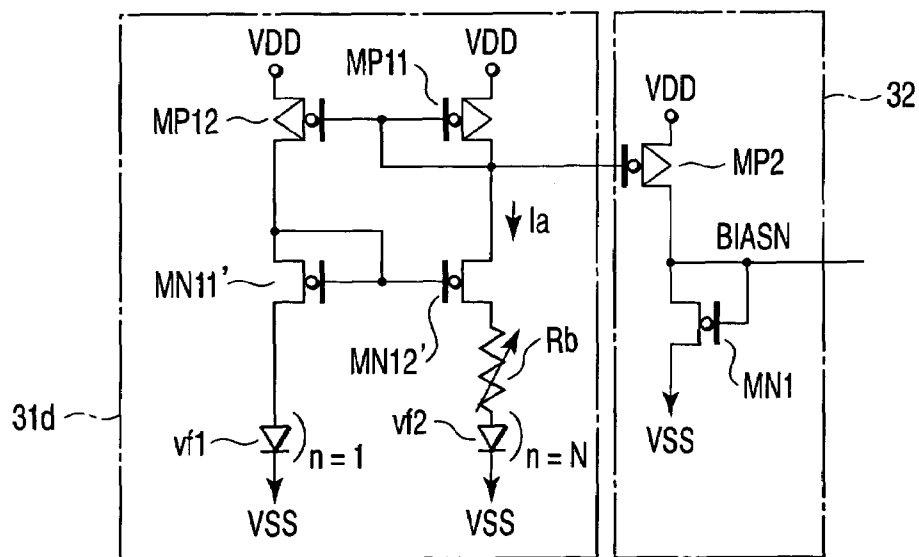 VDD
MP11
VDD
32
VDD
MP12
MP2
Ia
BIASN
MN11'
MN12'
Rb
MN1
31d
vf1
n = 1
vf2
n = N
VSS
VSS
VSS